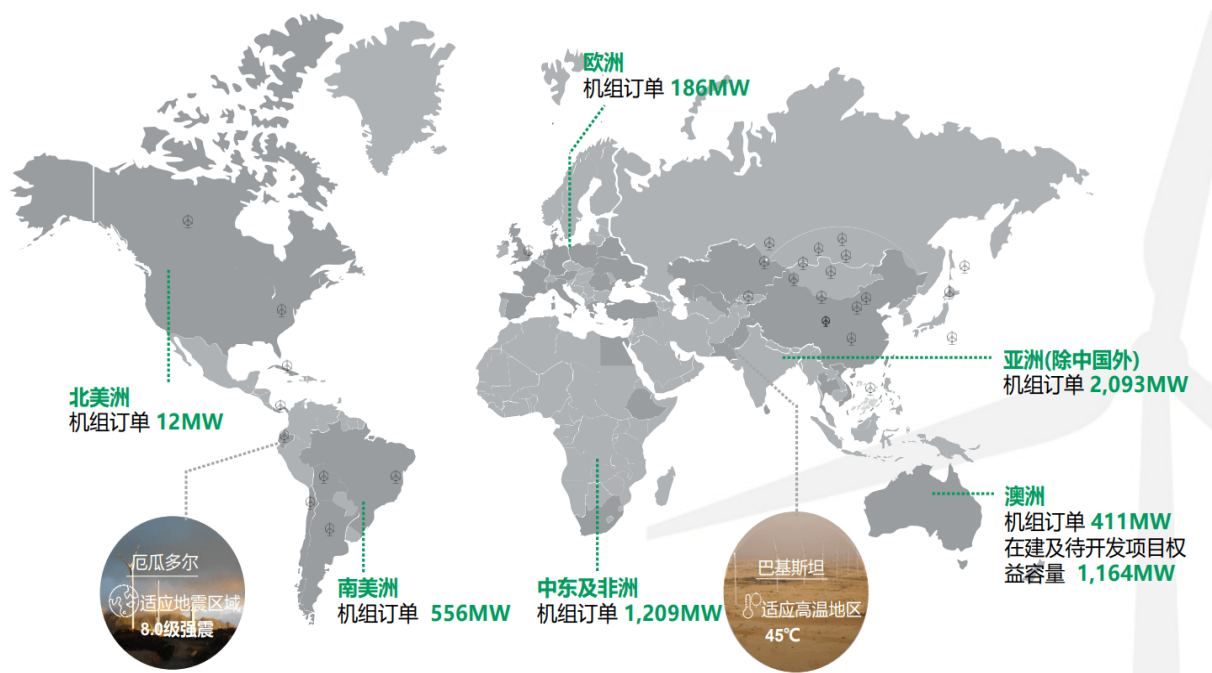 欧洲
机组订单 186MW
亚洲(除中国外)
机组订单 2,093MW
北美洲
机组订单 12MW
澳洲
机组订单 411MW
在建及待开发项目权
益容量 1,164MW
厄瓜多尔
适应地震区域
8.0级强震
南美洲
机组订单 556MW
中东及非洲
机组订单 1,209MW
巴基斯坦
适应高温地区
45℃